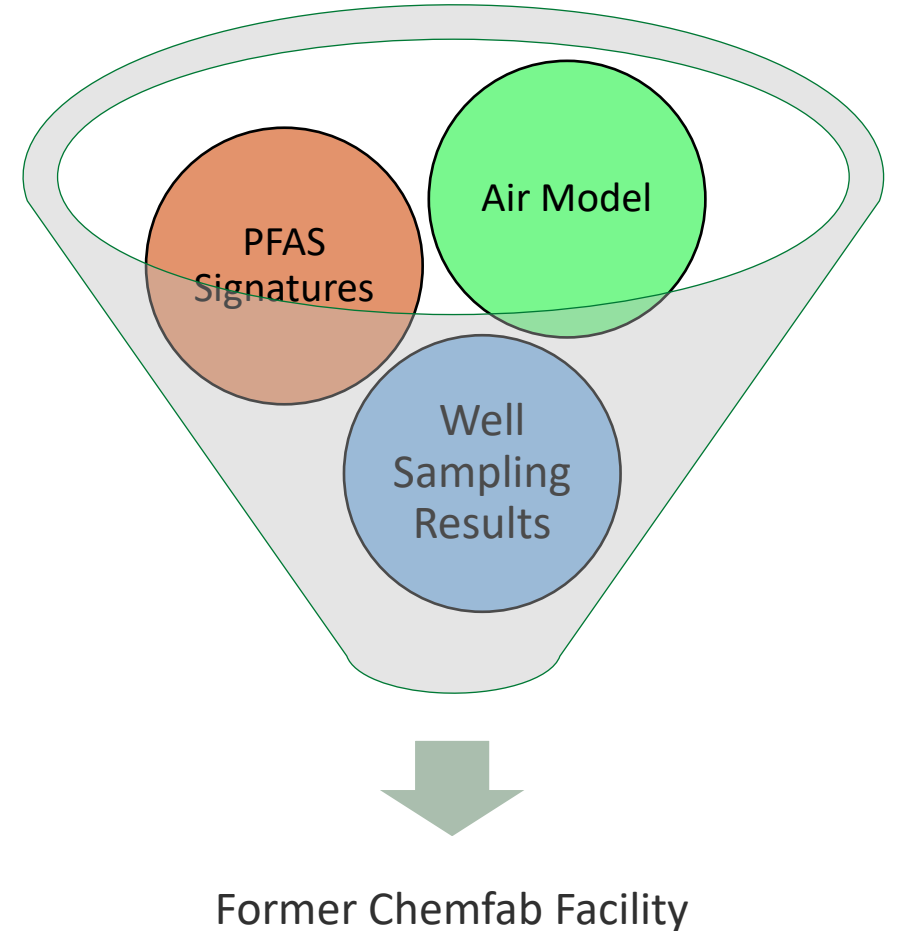 Air Model
PFAS
Signatures
Well
Sampling
Results
Former Chemfab Facility